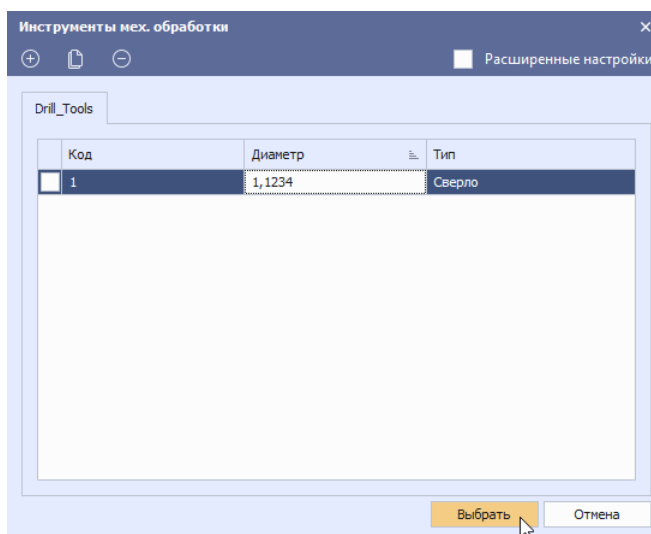 Инструменты мех. обработки
Расширенные настройки
Drill_Tools
Код Диаметр Тип
1 1,1234 Сверло
Выбрать Отмена